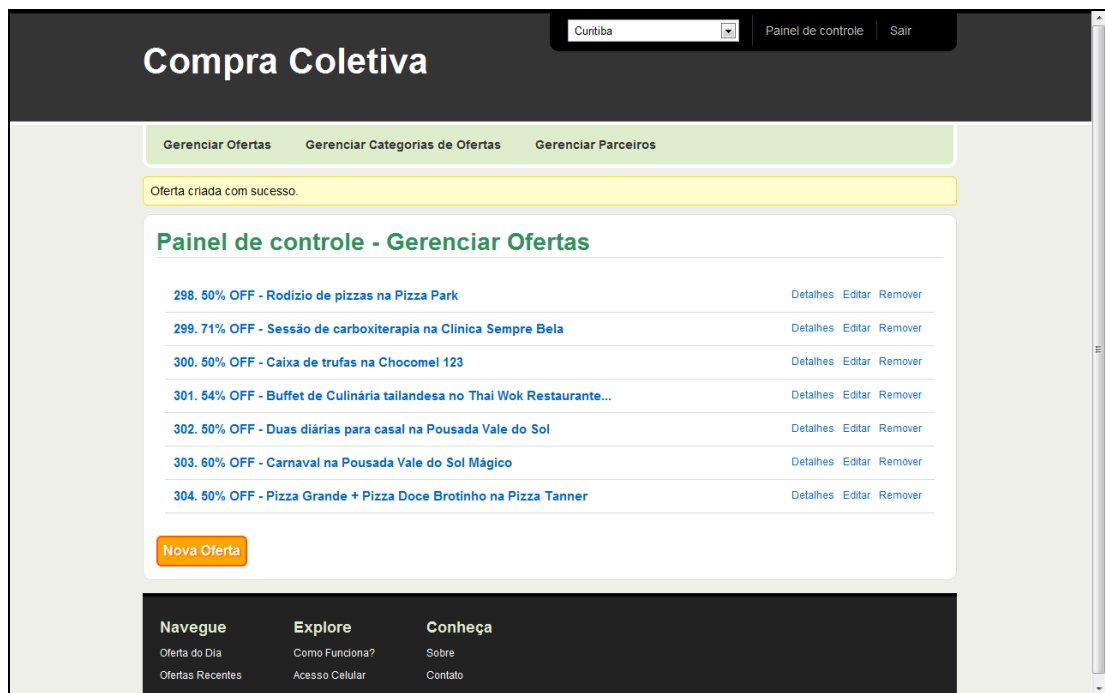 Curitiba Painel de controle Sair
Compra Coletiva
Gerenciar Ofertas Gerenciar Categorias de Ofertas Gerenciar Parceiros
Oferta criada com sucesso.
Painel de controle - Gerenciar Ofertas
298. 50% OFF - Rodízio de pizzas na Pizza Park Detalhes Editar Remover
299. 71% OFF - Sessão de carboxiterapia na Clínica Sempre Bela Detalhes Editar Remover
300. 50% OFF - Caixa de trufas na Chocomel 123 Detalhes Editar Remover
301. 54% OFF - Buffet de Culinária tailandesa no Thai Wok Restaurante... Detalhes Editar Remover
302. 50% OFF - Duas diárias para casal na Pousada Vale do Sol Detalhes Editar Remover
303. 60% OFF - Carnaval na Pousada Vale do Sol Mágico Detalhes Editar Remover
304. 50% OFF - Pizza Grande + Pizza Doce Brotinho na Pizza Tanner Detalhes Editar Remover
Nova Oferta
Navegue Explore Conheça
Oferta do Dia Como Funciona? Sobre
Ofertas Recentes Acesso Celular Contato